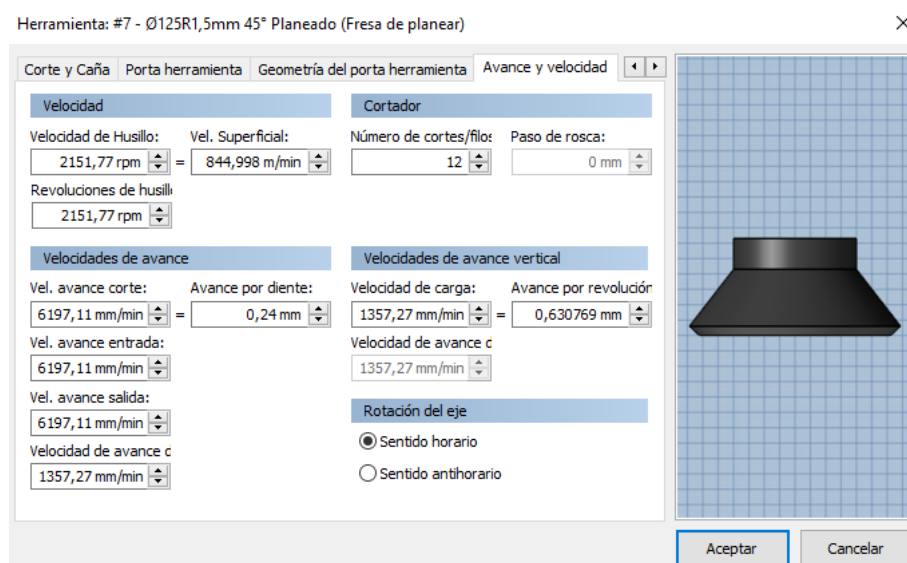 Herramienta: #7 - Ø125R1,5mm 45° Planeado (Fresa de planear)
Corte y Caña Porta herramienta Geometría del porta herramienta Avance y velocidad
Velocidad
Velocidad de Husillo: Vel. Superficial:
2151,77 rpm = 844,998 m/min
Revoluciones de husill
2151,77 rpm
Cortador
Número de cortes/filos Paso de rosca:
12 0 mm
Velocidades de avance
Vel. avance corte: Avance por diente:
6197,11 mm/min = 0,24 mm
Vel. avance entrada:
6197,11 mm/min
Vel. avance salida:
6197,11 mm/min
Velocidad de avance d
1357,27 mm/min
Velocidades de avance vertical
Velocidad de carga: Avance por revolución
1357,27 mm/min = 0,630769 mm
Velocidad de avance d
1357,27 mm/min
Rotación del eje
Sentido horario
Sentido antihorario
Aceptar Cancelar